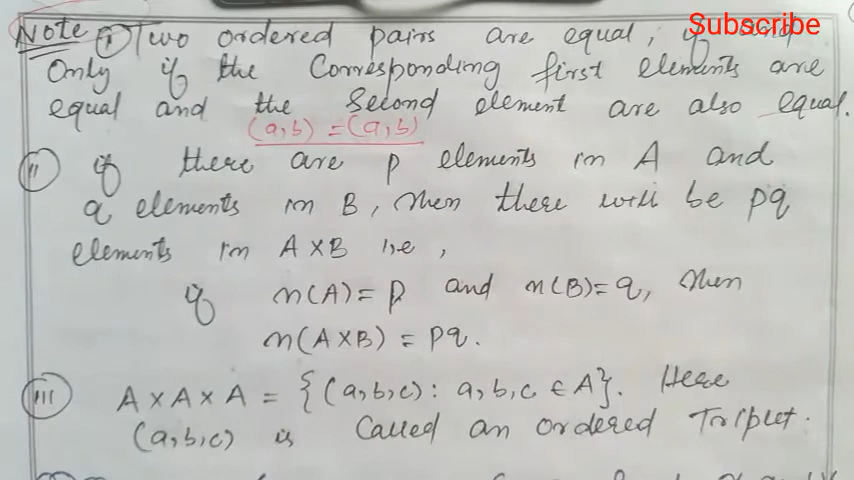 Subscribe
Note (i) Two ordered pairs are equal, if and
Only if the Corresponding first elements are
equal and the Second element are also equal.
(a,b) = (a,b)
(ii) if there are p elements in A and
q elements in B, then there will be pq
elements in A×B i.e,
if n(A) = p and n(B) = q, then
n(A×B) = pq.
(iii) A×A×A = {(a,b,c): a,b,c ∈ A}. Here
(a,b,c) is Called an ordered Triplet.